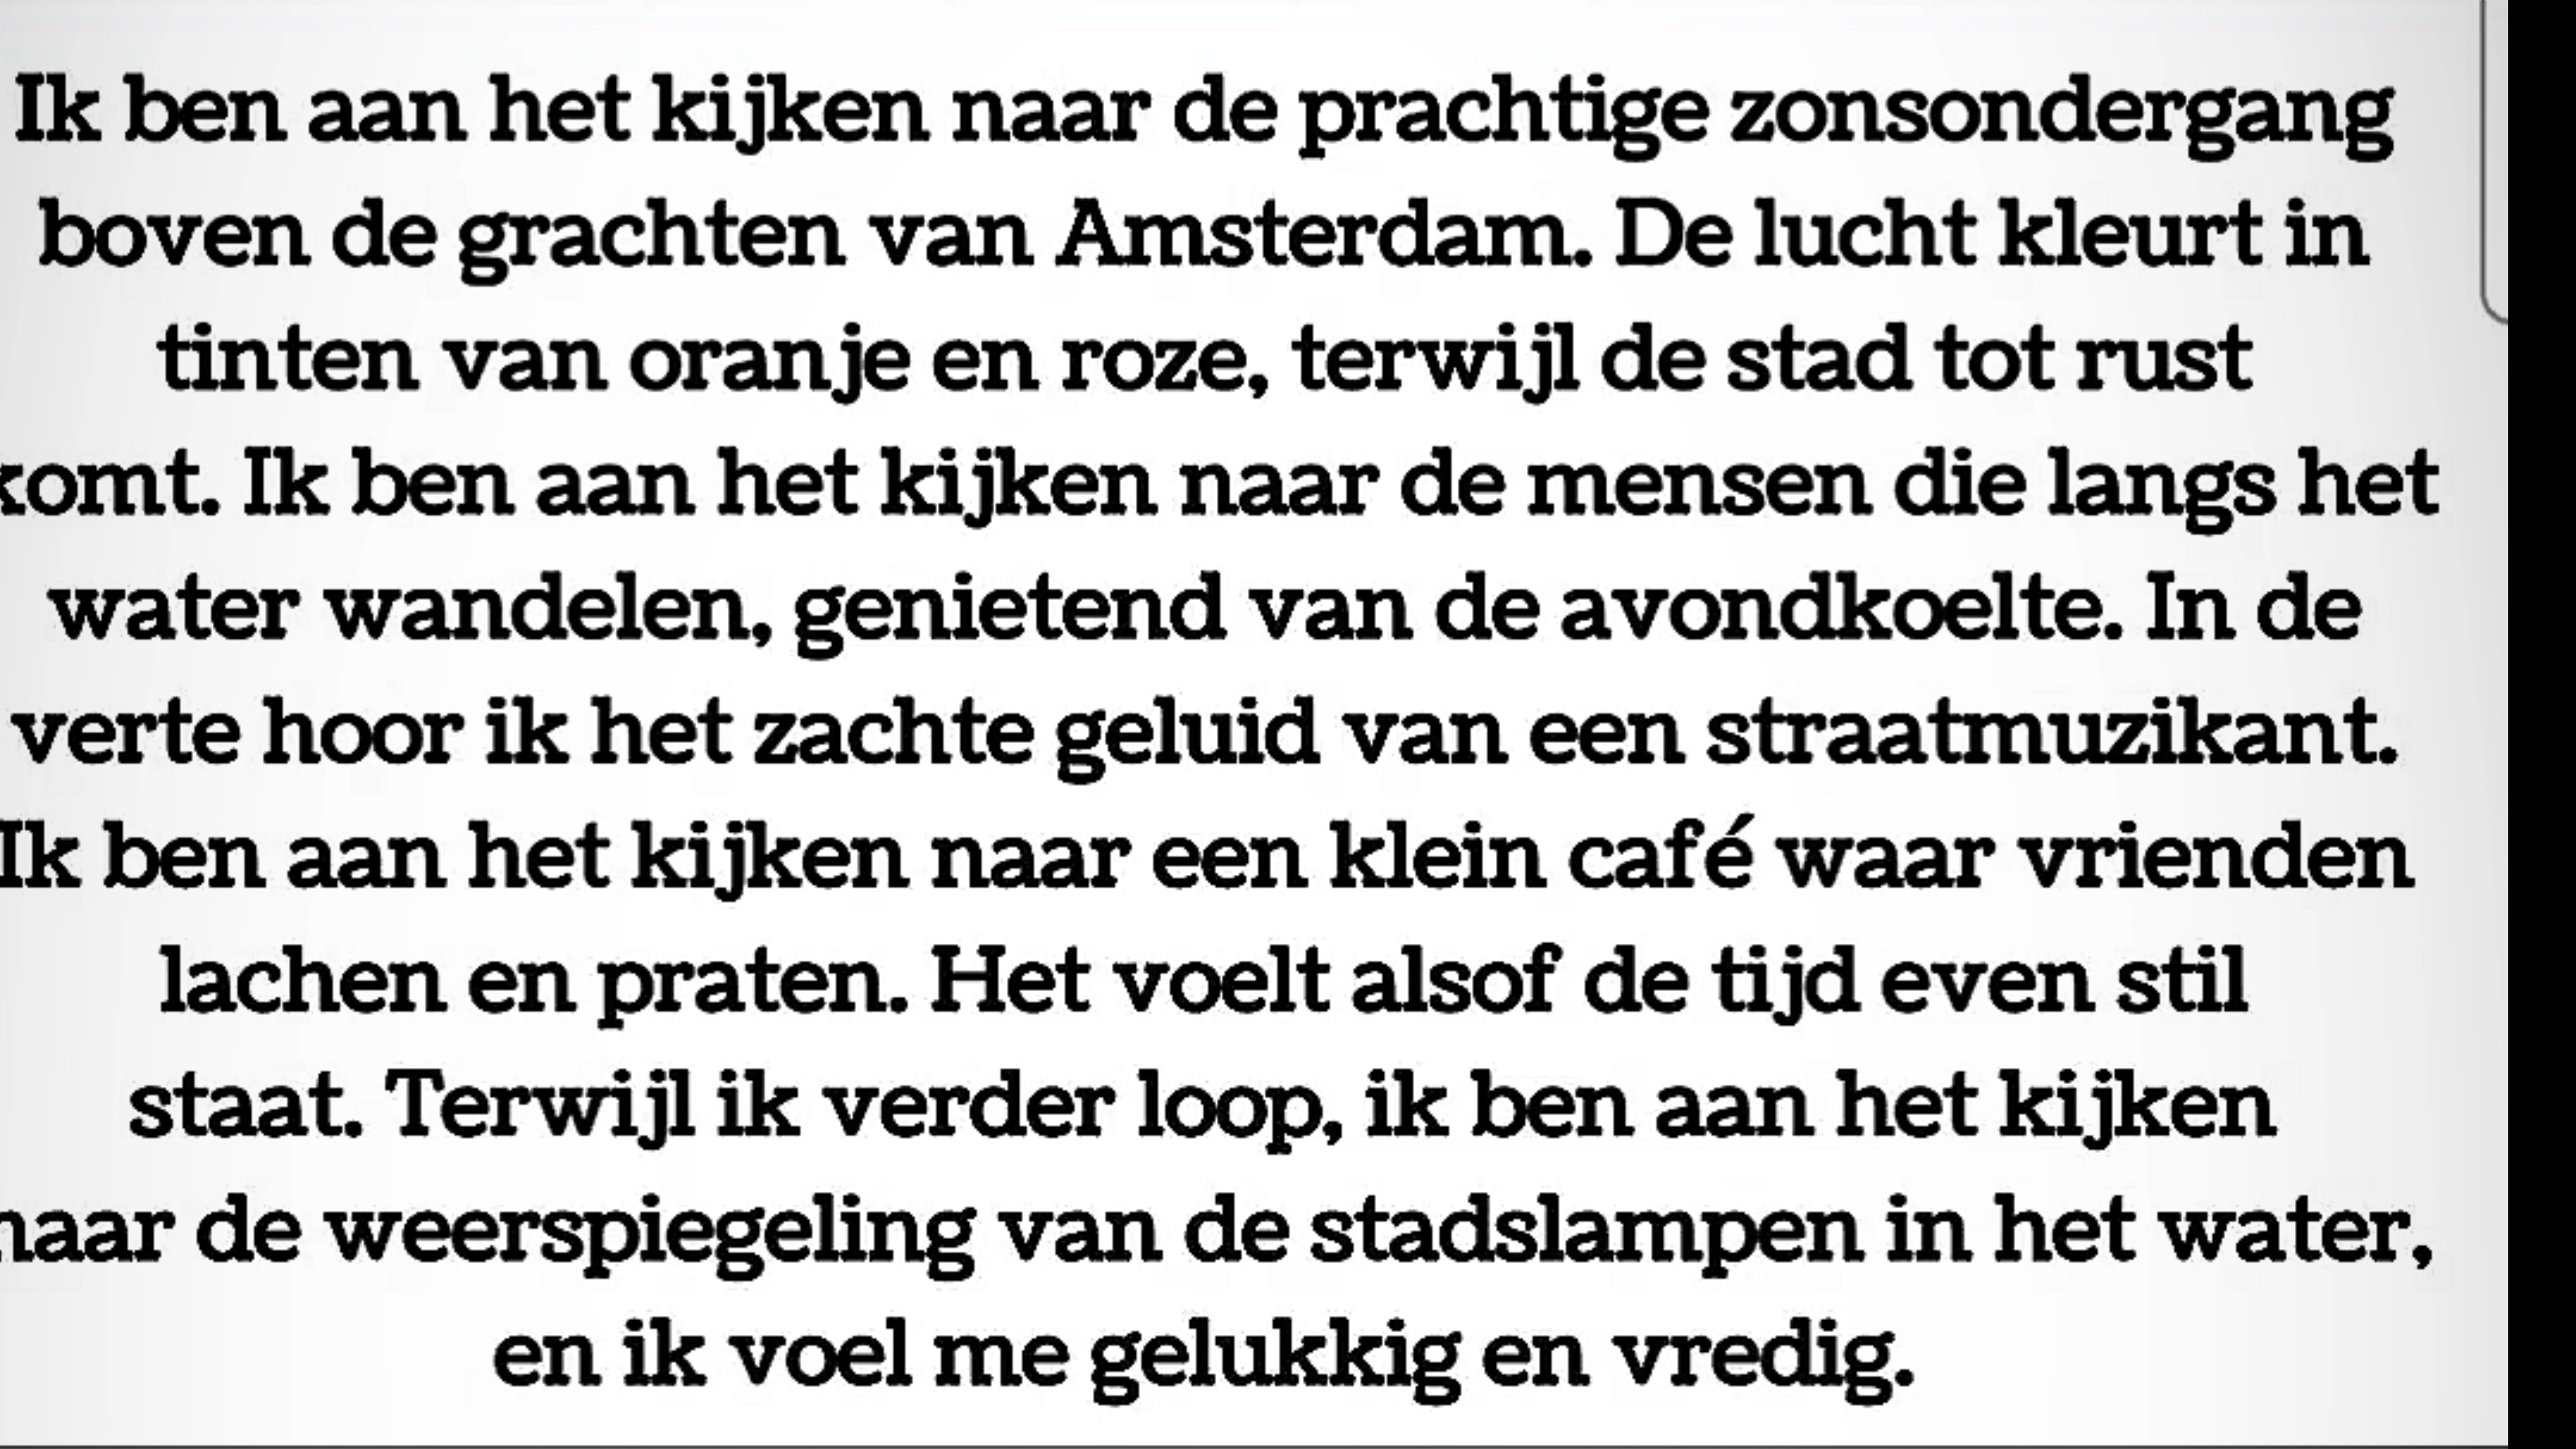 Ik ben aan het kijken naar de prachtige zonsondergang
boven de grachten van Amsterdam. De lucht kleurt in
tinten van oranje en roze, terwijl de stad tot rust
komt. Ik ben aan het kijken naar de mensen die langs het
water wandelen, genietend van de avondkoelte. In de
verte hoor ik het zachte geluid van een straatmuzikant.
Ik ben aan het kijken naar een klein café waar vrienden
lachen en praten. Het voelt alsof de tijd even stil
staat. Terwijl ik verder loop, ik ben aan het kijken
naar de weerspiegeling van de stadslampen in het water,
en ik voel me gelukkig en vredig.